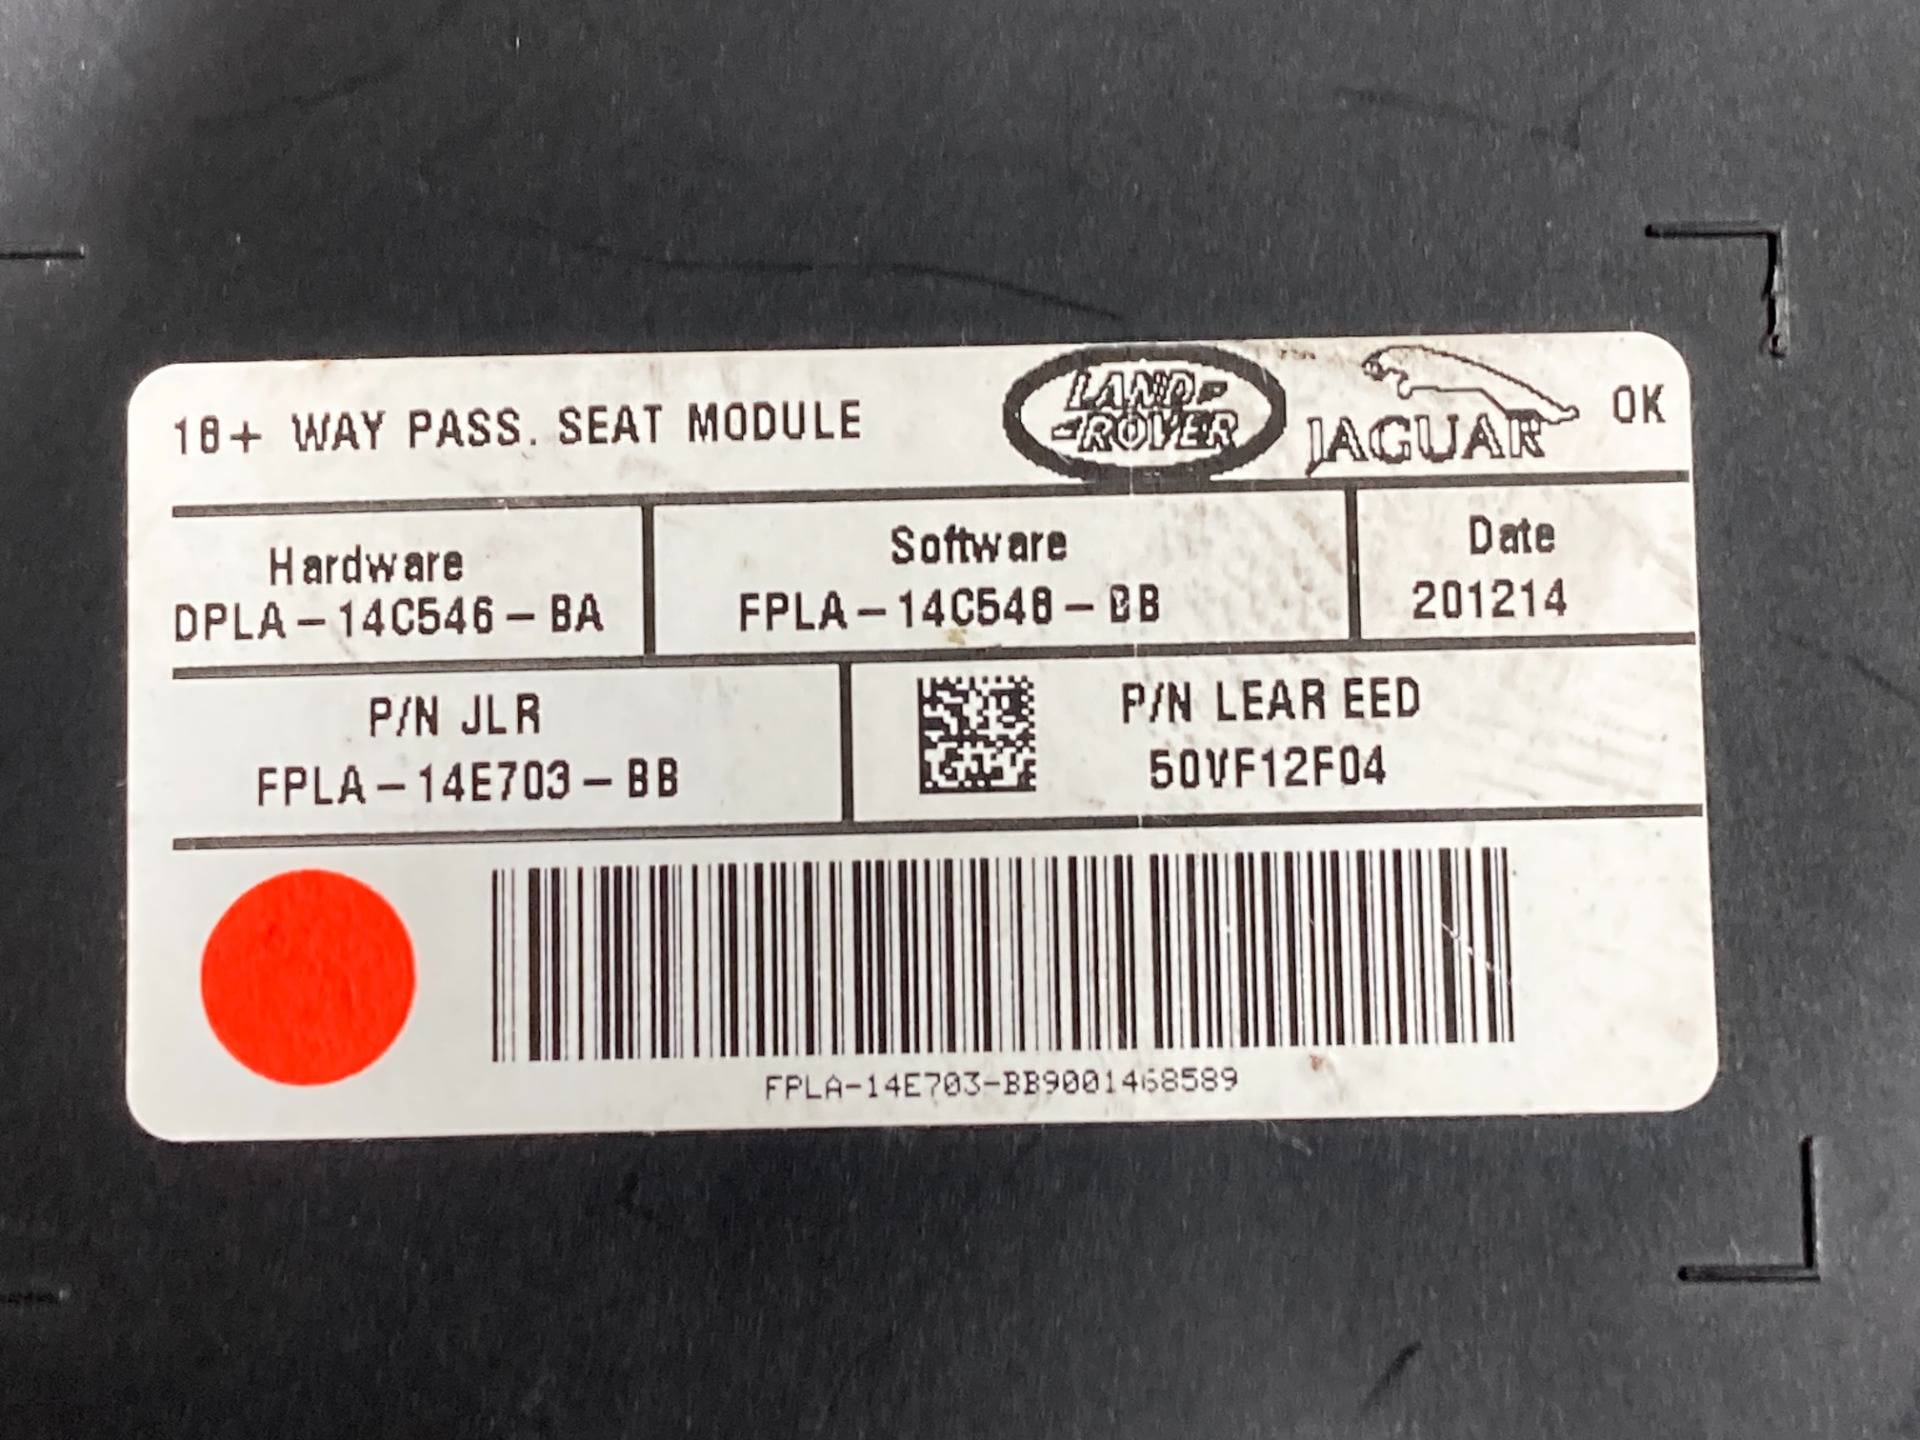 18+ WAY PASS. SEAT MODULE
LAND-
-ROVER
JAGUAR
OK
Hardware
DPLA-14C546-BA
Software
FPLA-14C548-BB
Date
201214
P/N JLR
FPLA-14E703-BB
P/N LEAR EED
50VF12F04
FPLA-14E703-BB9001468589